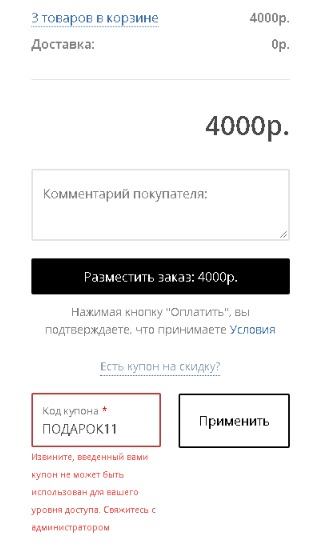 3 товаров в корзине 4000р.
Доставка: 0р.
4000р.
Комментарий покупателя:
Разместить заказ: 4000р.
Нажимая кнопку "Оплатить", вы
подтверждаете, что принимаете Условия
Есть купон на скидку?
Код купона *
ПОДАРОК11
Применить
Извините, введенный вами
купон не может быть
использован для вашего
уровня доступа. Свяжитесь с
администратором